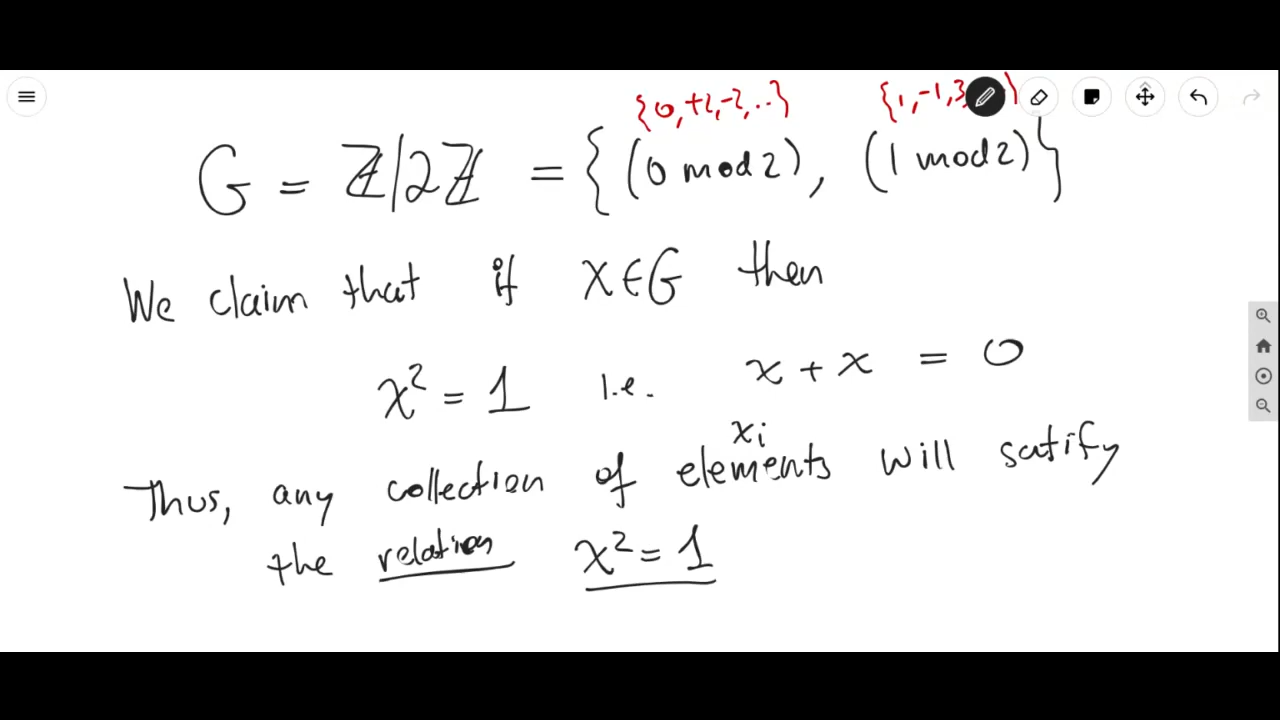 {0,+2,-2,..} {1,-1,3,
G = ℤ/2ℤ = {(0 mod 2), (1 mod 2)}
We claim that if x∈G then
x² = 1 i.e. x + x = 0
xi
Thus, any collection of elements will satify
the relation x² = 1